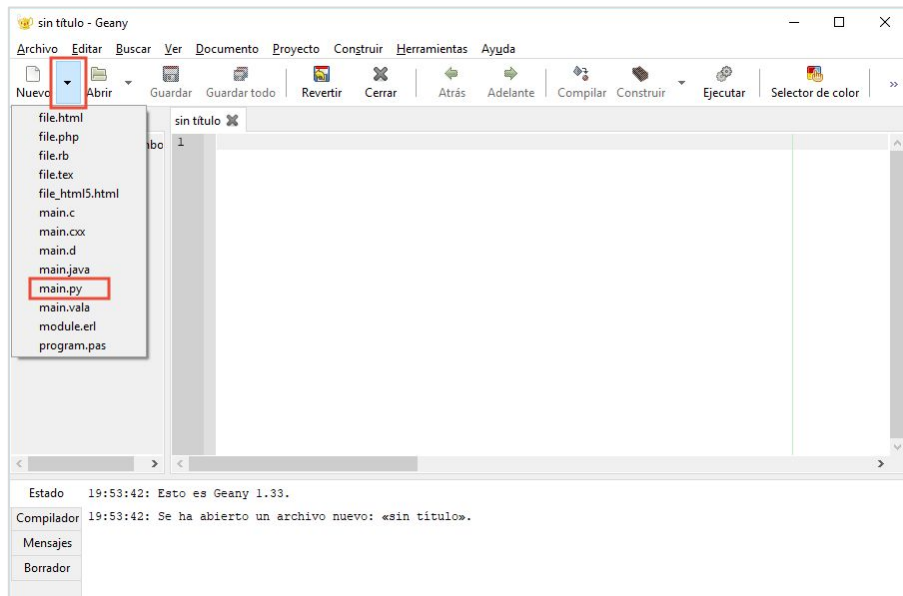 sin título - Geany
Archivo Editar Buscar Ver Documento Proyecto Construir Herramientas Ayuda
Nuevo Abrir Guardar Guardar todo Revertir Cerrar Atrás Adelante Compilar Construir Ejecutar Selector de color
file.html
file.php
file.rb
file.tex
file_html5.html
main.c
main.cxx
main.d
main.java
main.py
main.vala
module.erl
program.pas
sin título
1
Estado
Compilador
Mensajes
Borrador
19:53:42: Esto es Geany 1.33.
19:53:42: Se ha abierto un archivo nuevo: «sin título».